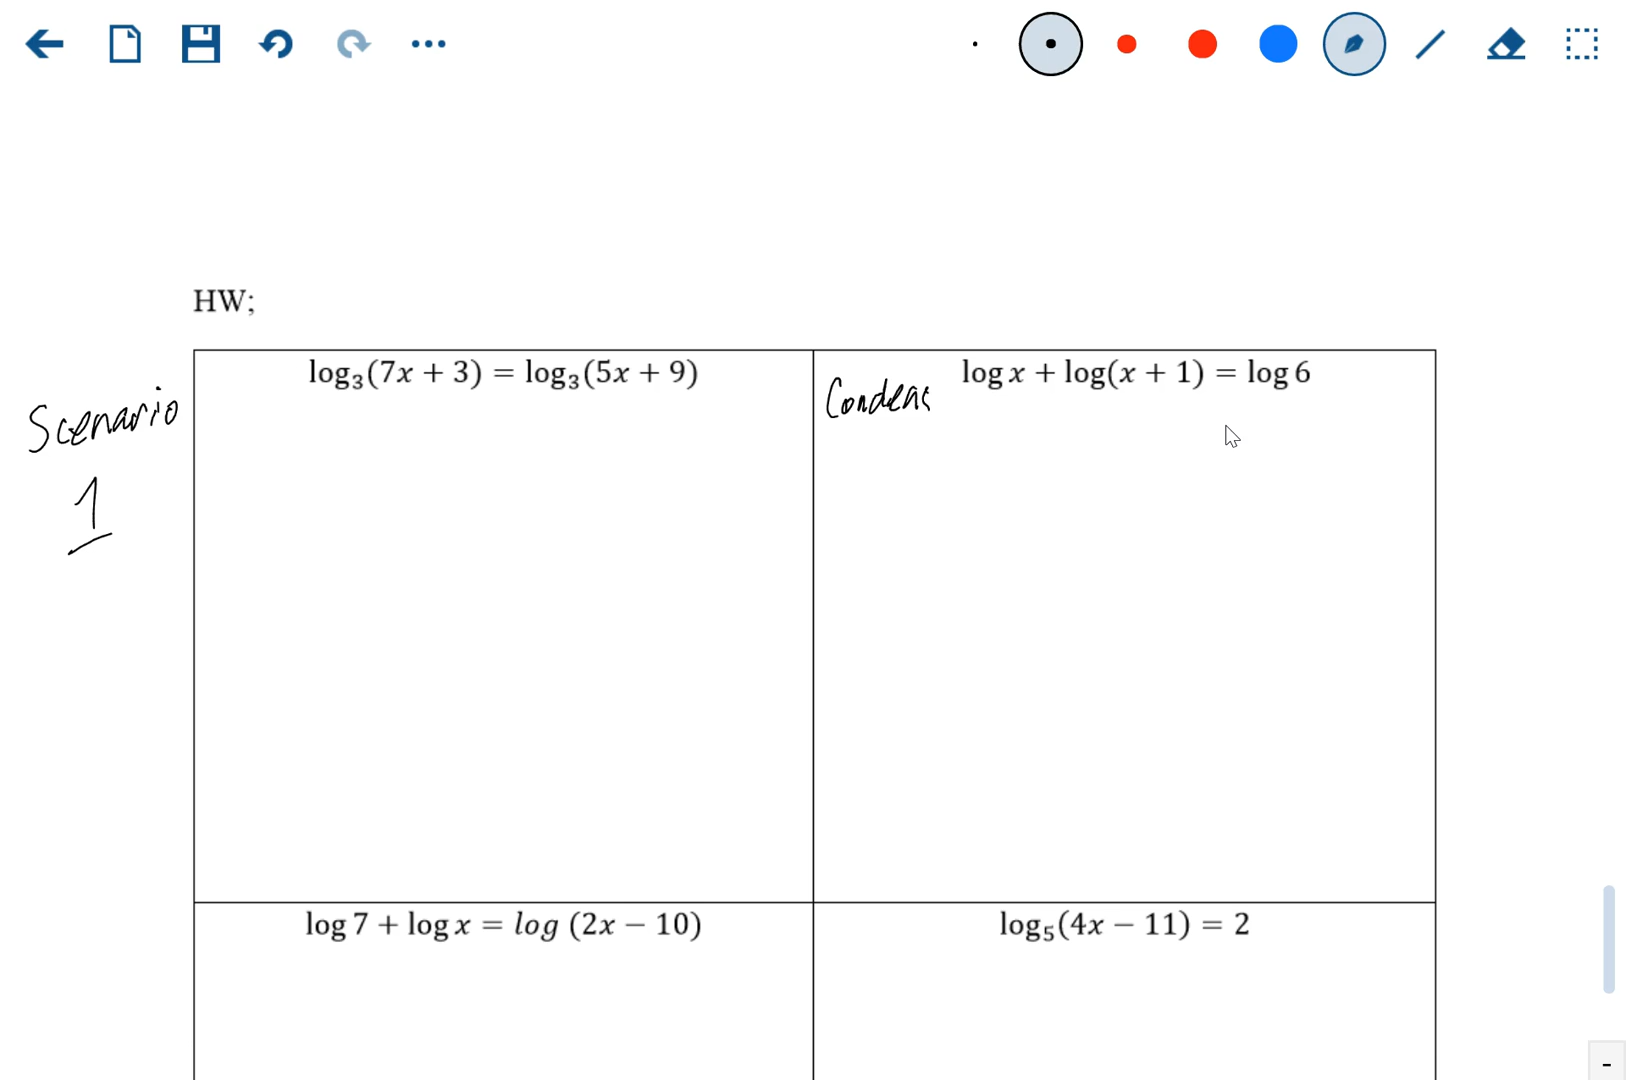 HW;
Scenario
1
log₃(7x + 3) = log₃(5x + 9)
Condens
log x + log(x + 1) = log 6
log 7 + log x = log (2x − 10)
log₅(4x − 11) = 2